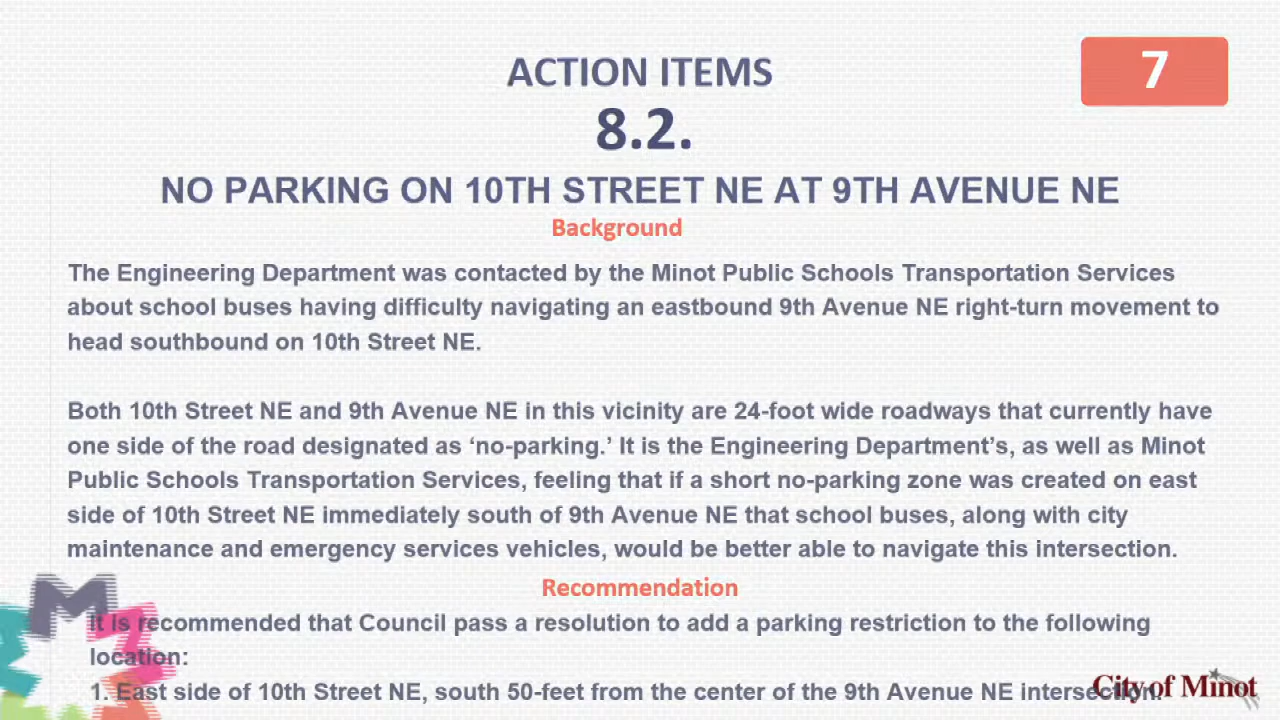 7
ACTION ITEMS
8.2.
NO PARKING ON 10TH STREET NE AT 9TH AVENUE NE
Background
The Engineering Department was contacted by the Minot Public Schools Transportation Services
about school buses having difficulty navigating an eastbound 9th Avenue NE right-turn movement to
head southbound on 10th Street NE.
Both 10th Street NE and 9th Avenue NE in this vicinity are 24-foot wide roadways that currently have
one side of the road designated as ‘no-parking.’ It is the Engineering Department’s, as well as Minot
Public Schools Transportation Services, feeling that if a short no-parking zone was created on east
side of 10th Street NE immediately south of 9th Avenue NE that school buses, along with city
maintenance and emergency services vehicles, would be better able to navigate this intersection.
Recommendation
It is recommended that Council pass a resolution to add a parking restriction to the following
location:
1. East side of 10th Street NE, south 50-feet from the center of the 9th Avenue NE intersection.
City of Minot